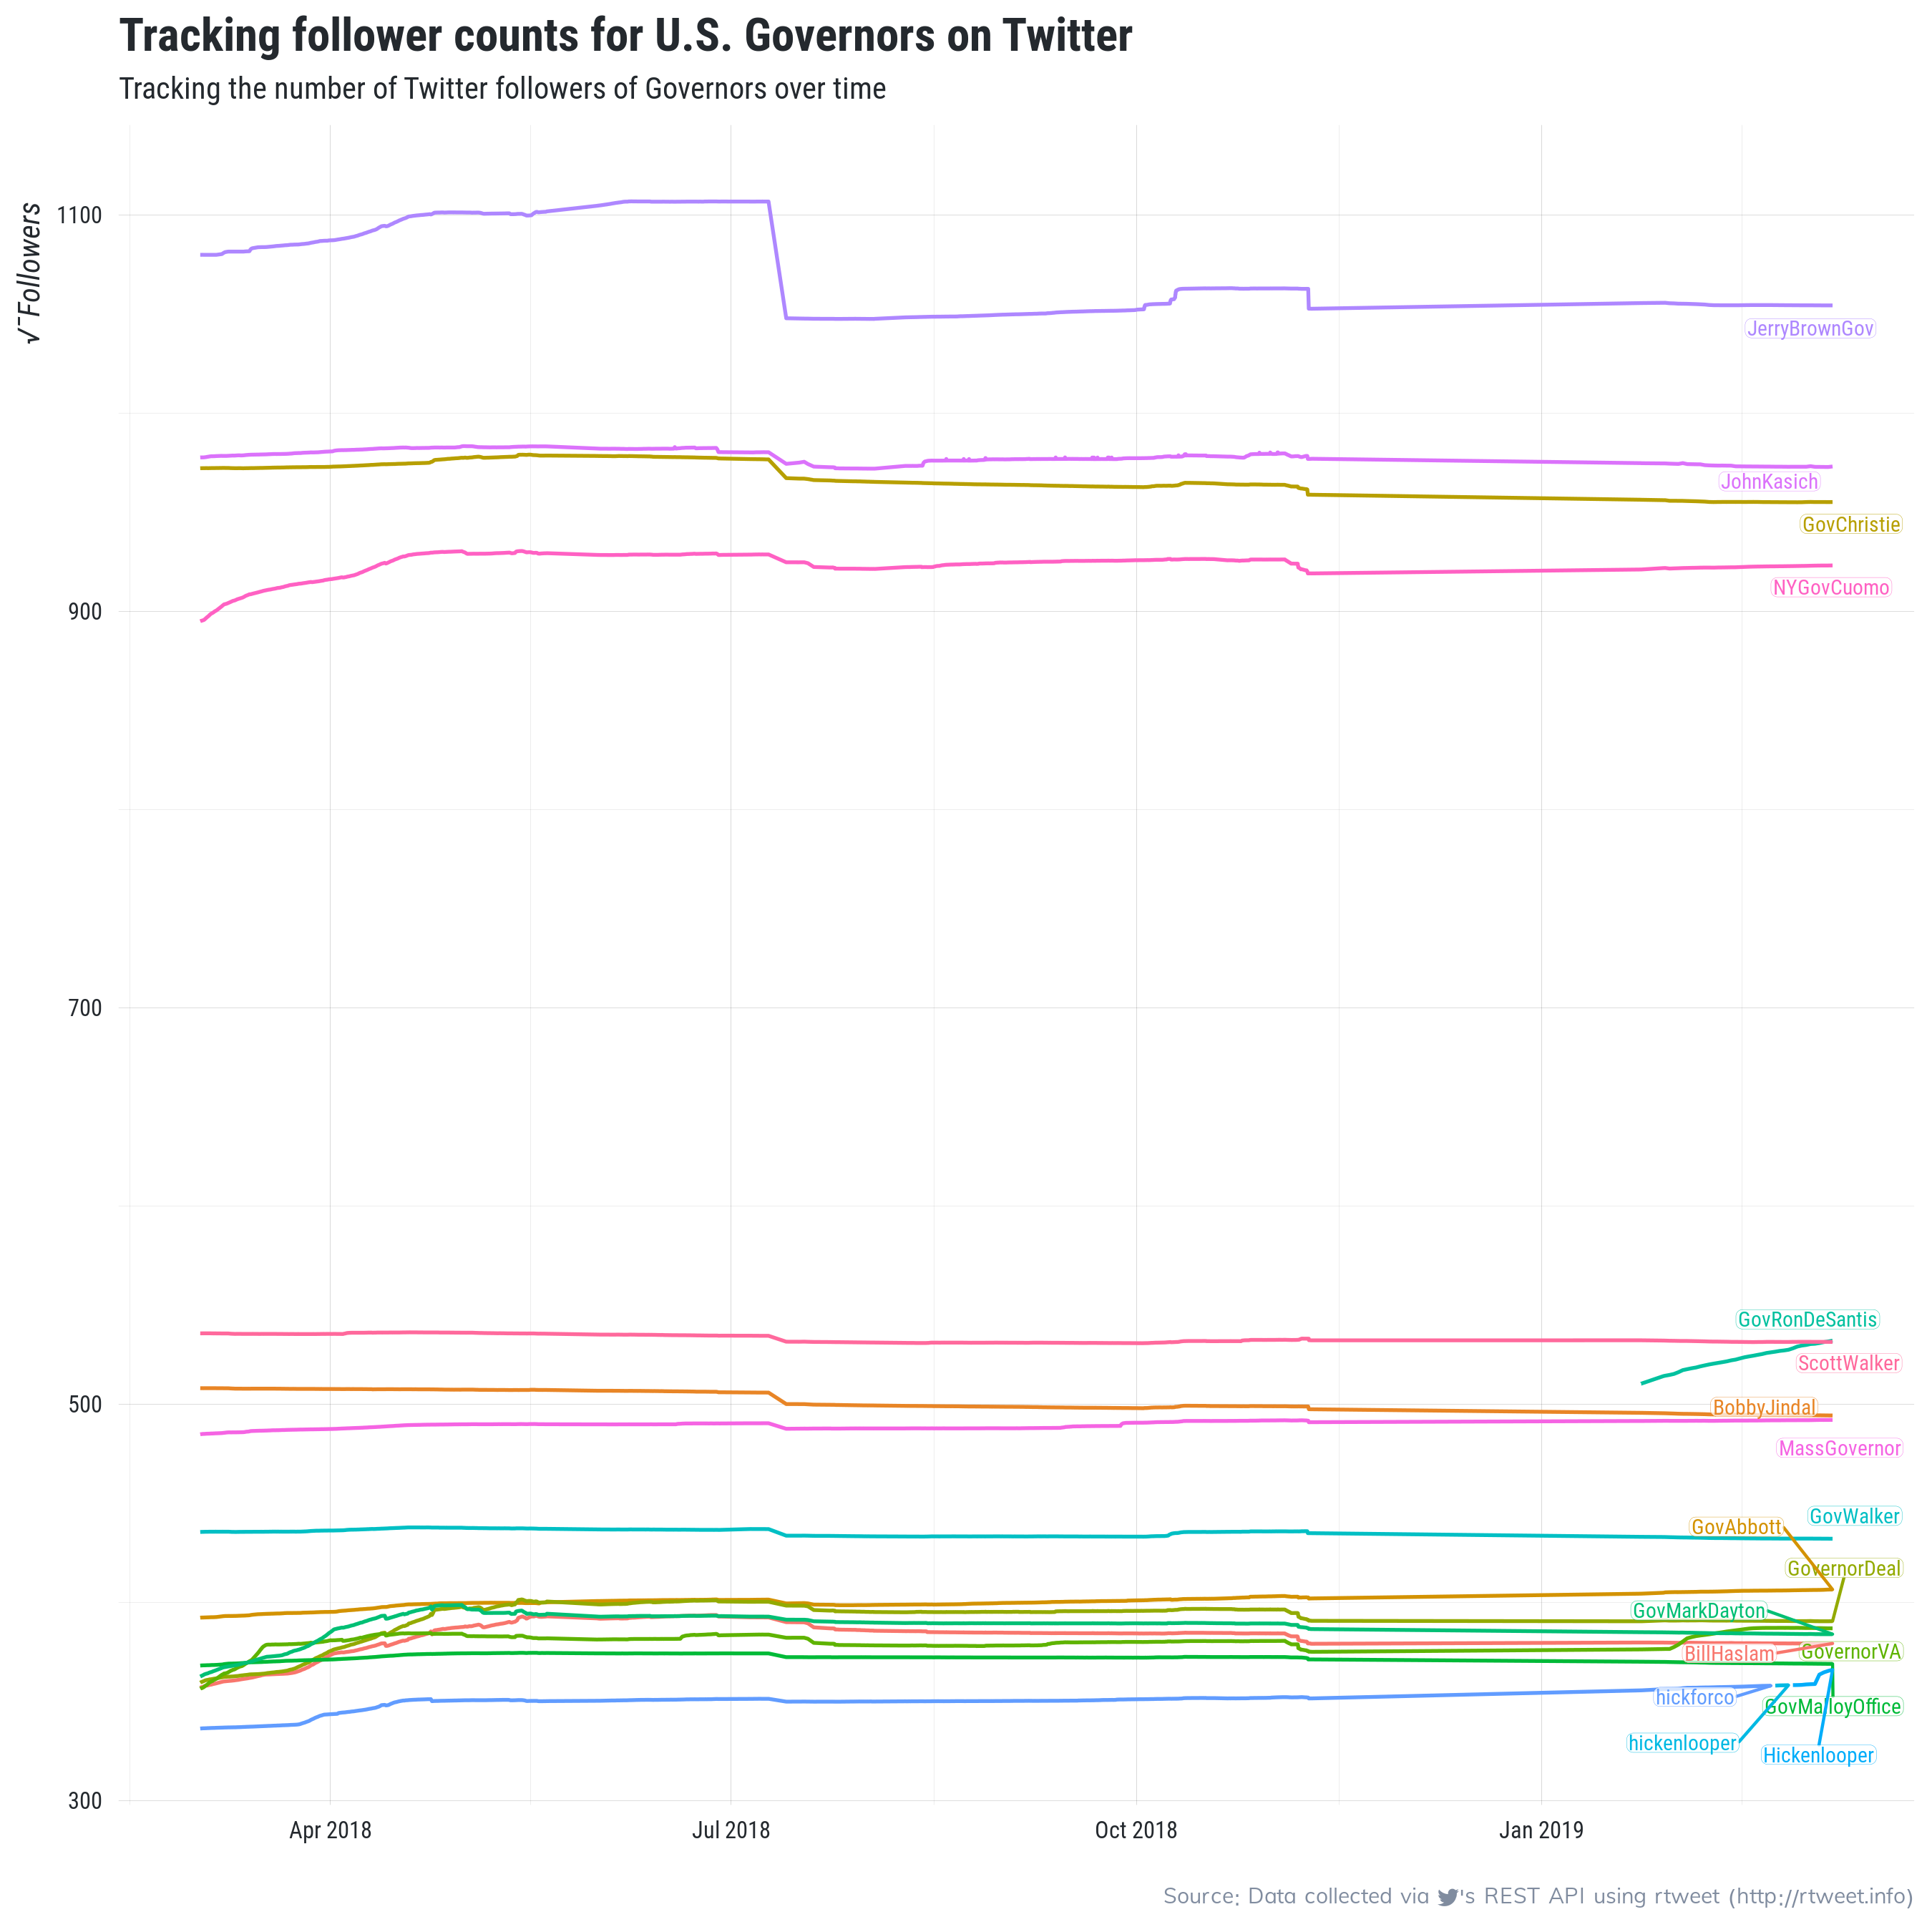 Tracking follower counts for U.S. Governors on Twitter
Tracking the number of Twitter followers of Governors over time
√‾Followers
1100
900
700
500
300
JerryBrownGov
JohnKasich
GovChristie
NYGovCuomo
GovRonDeSantis
ScottWalker
BobbyJindal
MassGovernor
GovWalker
GovAbbott
GovernorDeal
GovMarkDayton
GovernorVA
BillHaslam
hickforco
GovMalloyOffice
hickenlooper
Hickenlooper
Apr 2018
Jul 2018
Oct 2018
Jan 2019
Source: Data collected via 's REST API using rtweet (http://rtweet.info)